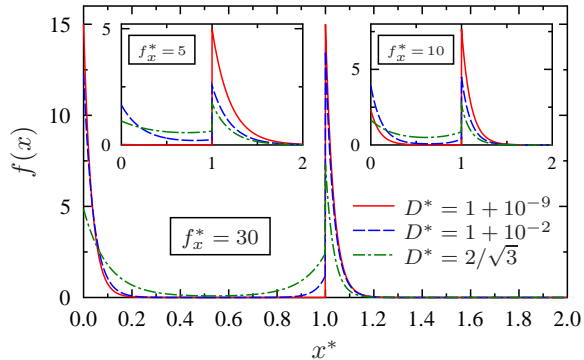 15
10
5
0
f(x)
5
0
0 1 2
f*ₓ = 5
5
0
0 1 2
f*ₓ = 10
f*ₓ = 30
D* = 1 + 10⁻⁹
D* = 1 + 10⁻²
D* = 2/√3
0.0 0.2 0.4 0.6 0.8 1.0 1.2 1.4 1.6 1.8 2.0
x*